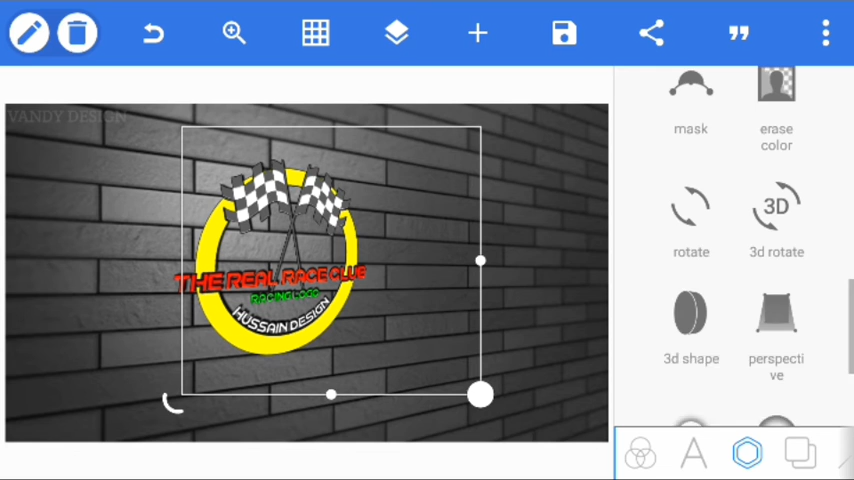 VANDY DESIGN
THE REAL RACE CLUB
RACING LOGO
HUSSAIN DESIGN
mask
erase
color
rotate
3D
3d rotate
3d shape
perspecti
ve
A